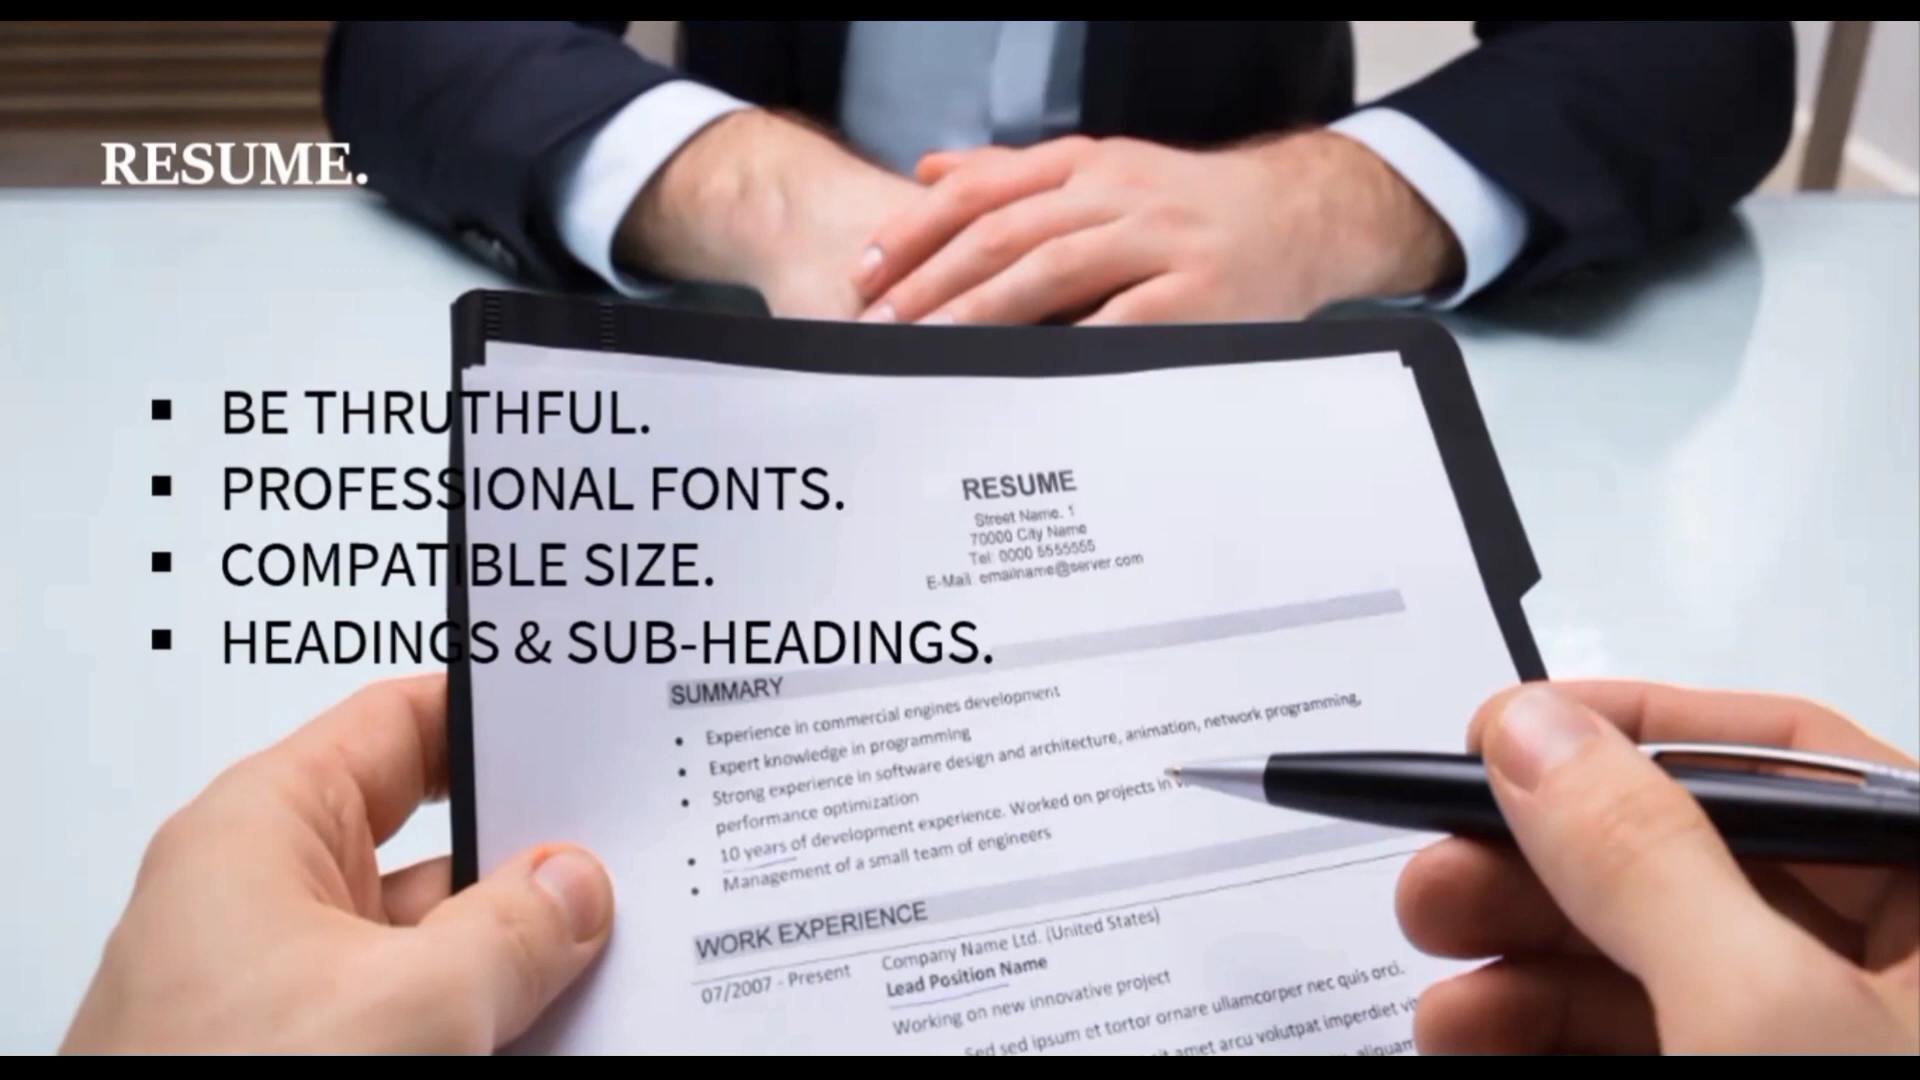 RESUME.
▪ BE THRUTHFUL.
▪ PROFESSIONAL FONTS.
▪ COMPATIBLE SIZE.
▪ HEADINGS & SUB-HEADINGS.
RESUME
Street Name. 1
70000 City Name
Tel: 0000 5555555
E-Mail: emailname@server.com
SUMMARY
• Experience in commercial engines development
• Expert knowledge in programming
• Strong experience in software design and architecture, animation, network programming,
performance optimization
• 10 years of development experience. Worked on projects in
• Management of a small team of engineers
WORK EXPERIENCE
07/2007 - Present
Company Name Ltd. (United States)
Lead Position Name
Working on new innovative project
Sed sed ipsum et tortor ornare ullamcorper nec quis orci.
amet arcu volutpat imperdiet
aliquam